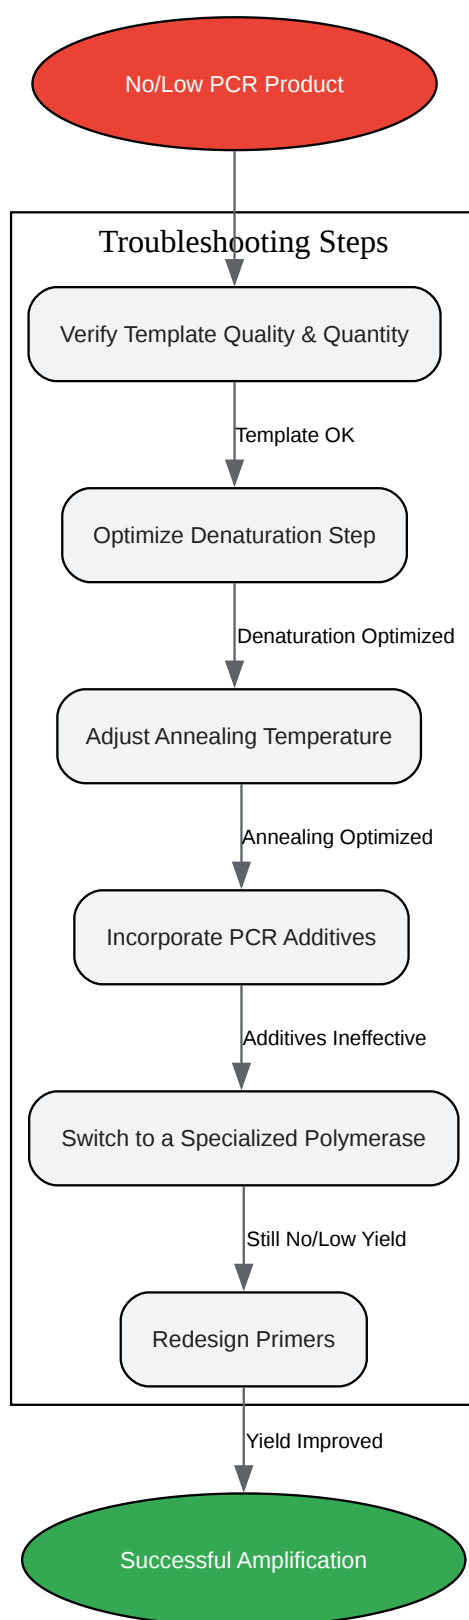 No/Low PCR Product
Troubleshooting Steps
Verify Template Quality & Quantity
Template OK
Optimize Denaturation Step
Denaturation Optimized
Adjust Annealing Temperature
Annealing Optimized
Incorporate PCR Additives
Additives Ineffective
Switch to a Specialized Polymerase
Still No/Low Yield
Redesign Primers
Yield Improved
Successful Amplification